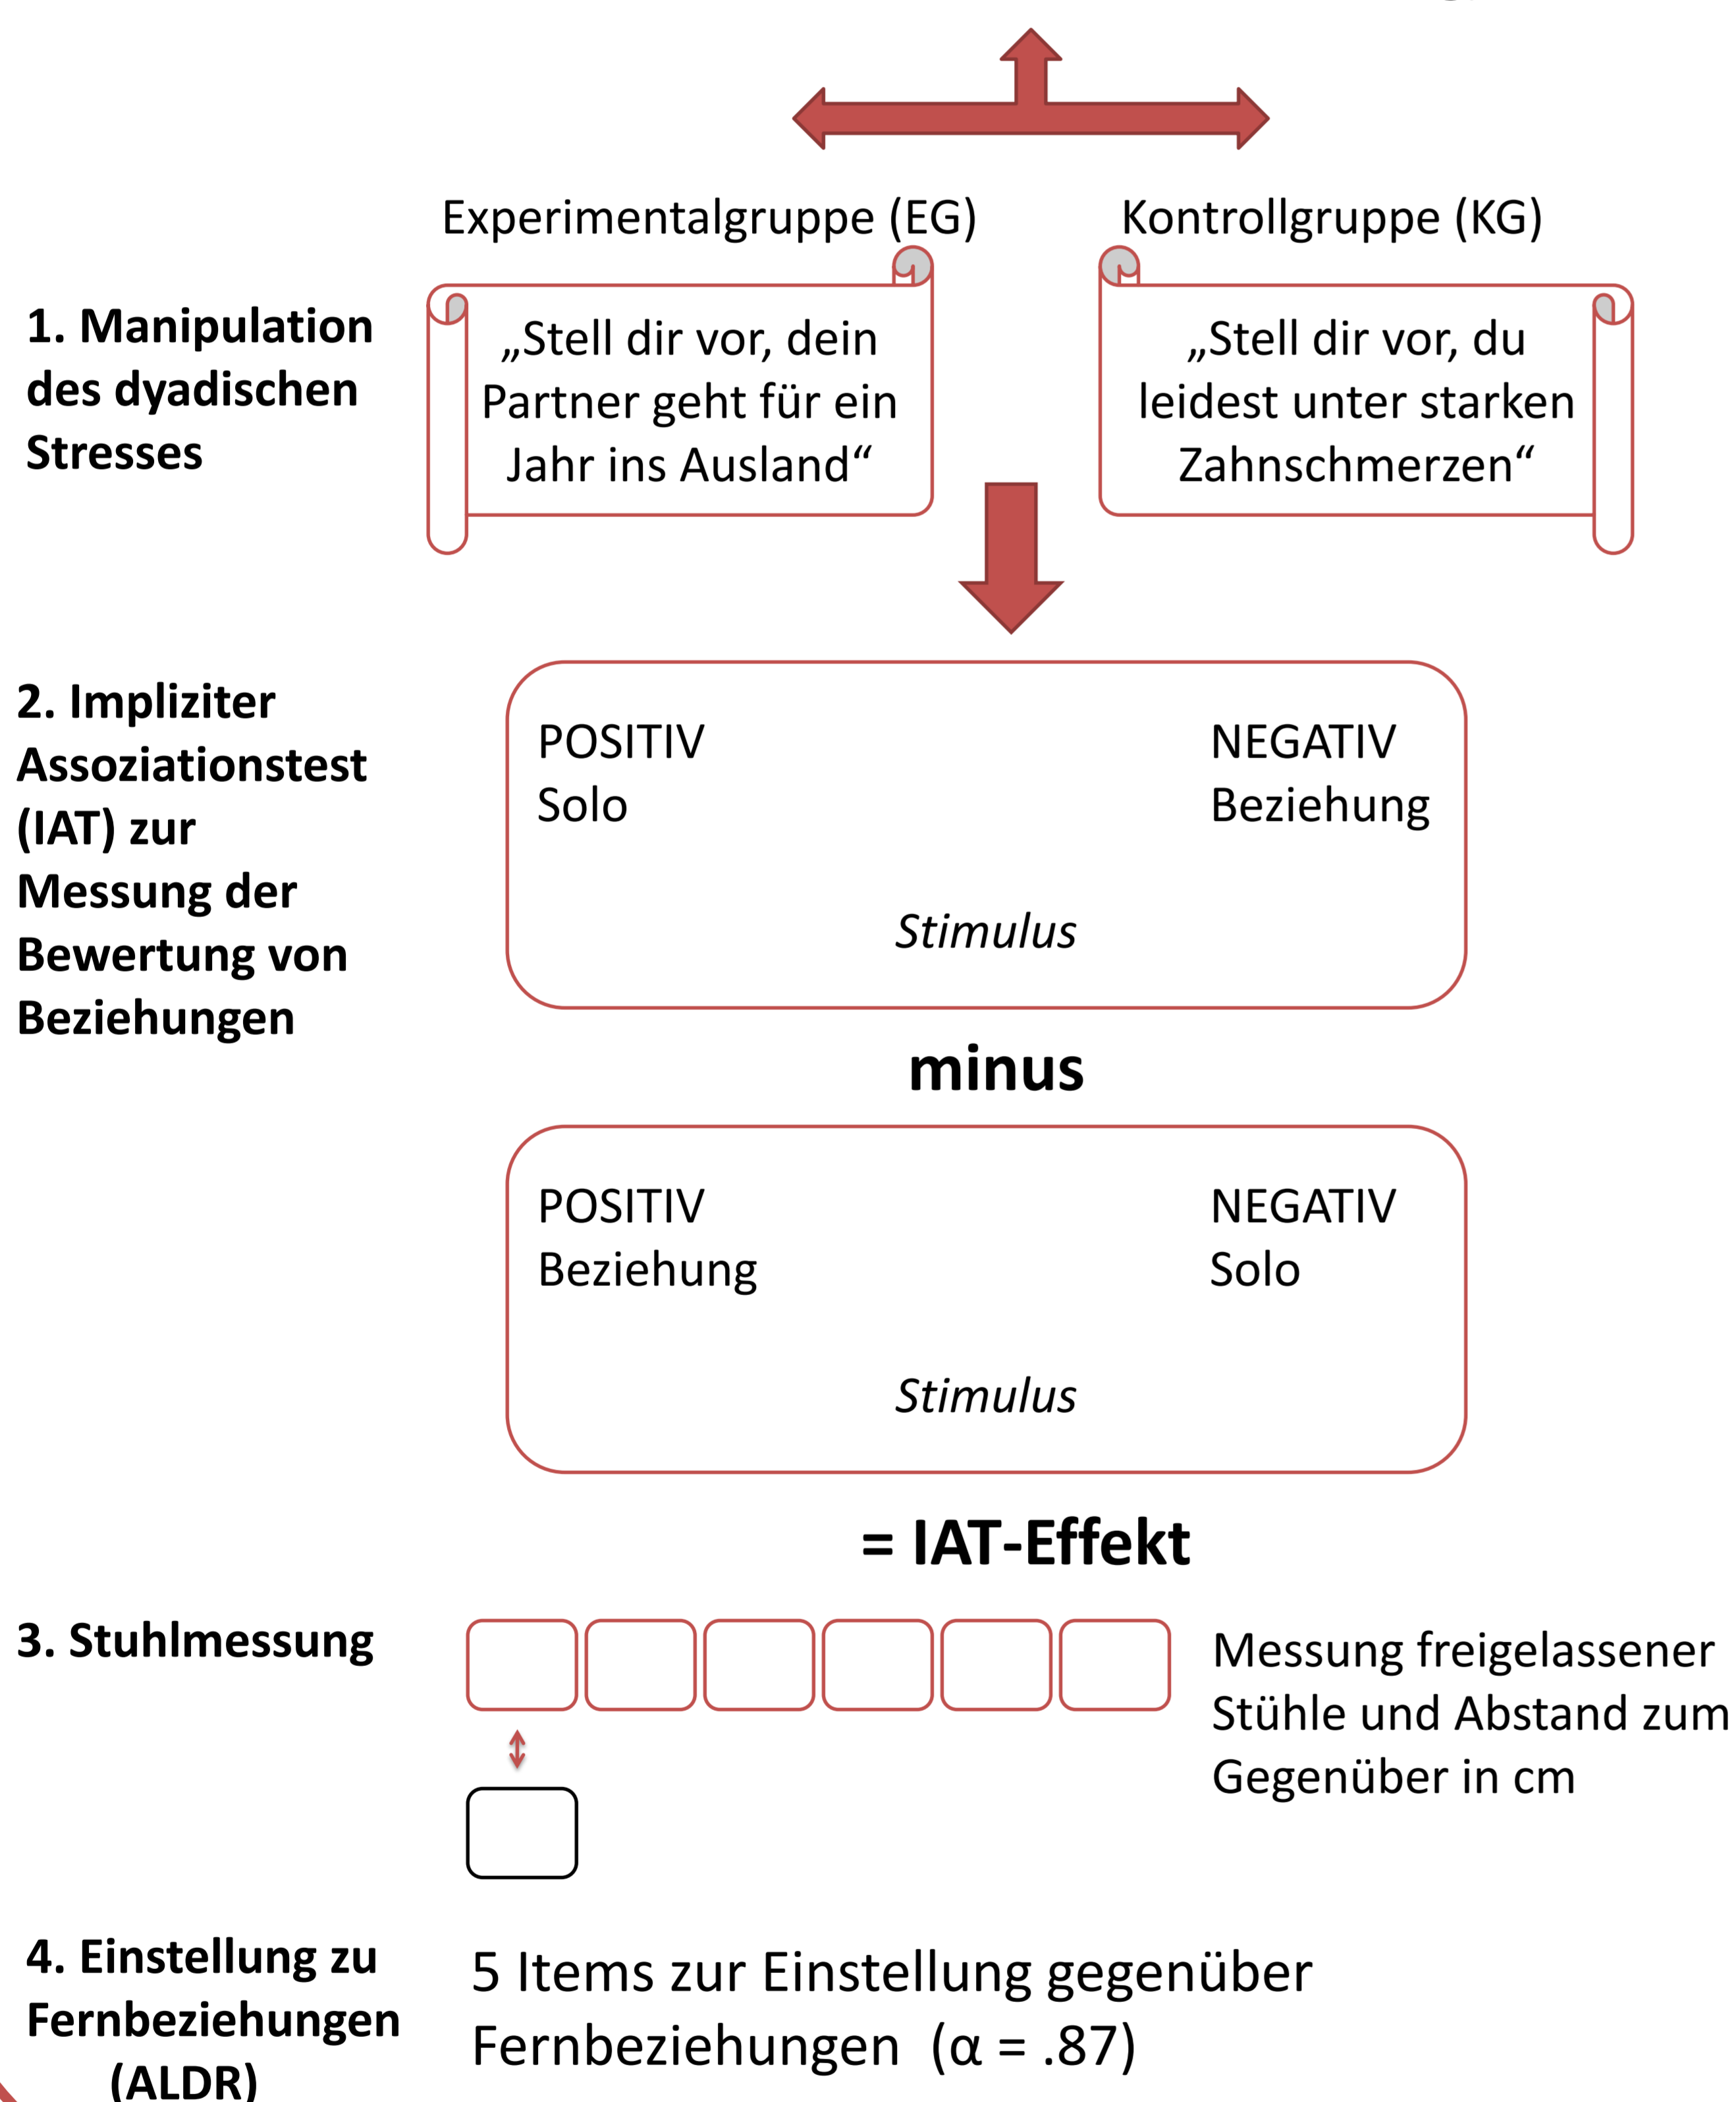 Experimentalgruppe (EG)
Kontrollgruppe (KG)
1. Manipulation
des dyadischen
Stresses
„Stell dir vor, dein
Partner geht für ein
Jahr ins Ausland“
„Stell dir vor, du
leidest unter starken
Zahnschmerzen“
2. Impliziter
Assoziationstest
(IAT) zur
Messung der
Bewertung von
Beziehungen
POSITIV
Solo
NEGATIV
Beziehung
Stimulus
minus
POSITIV
Beziehung
NEGATIV
Solo
Stimulus
= IAT-Effekt
3. Stuhlmessung
Messung freigelassener
Stühle und Abstand zum
Gegenüber in cm
4. Einstellung zu
Fernbeziehungen
(ALDR)
5 Items zur Einstellung gegenüber
Fernbeziehungen (α = .87)